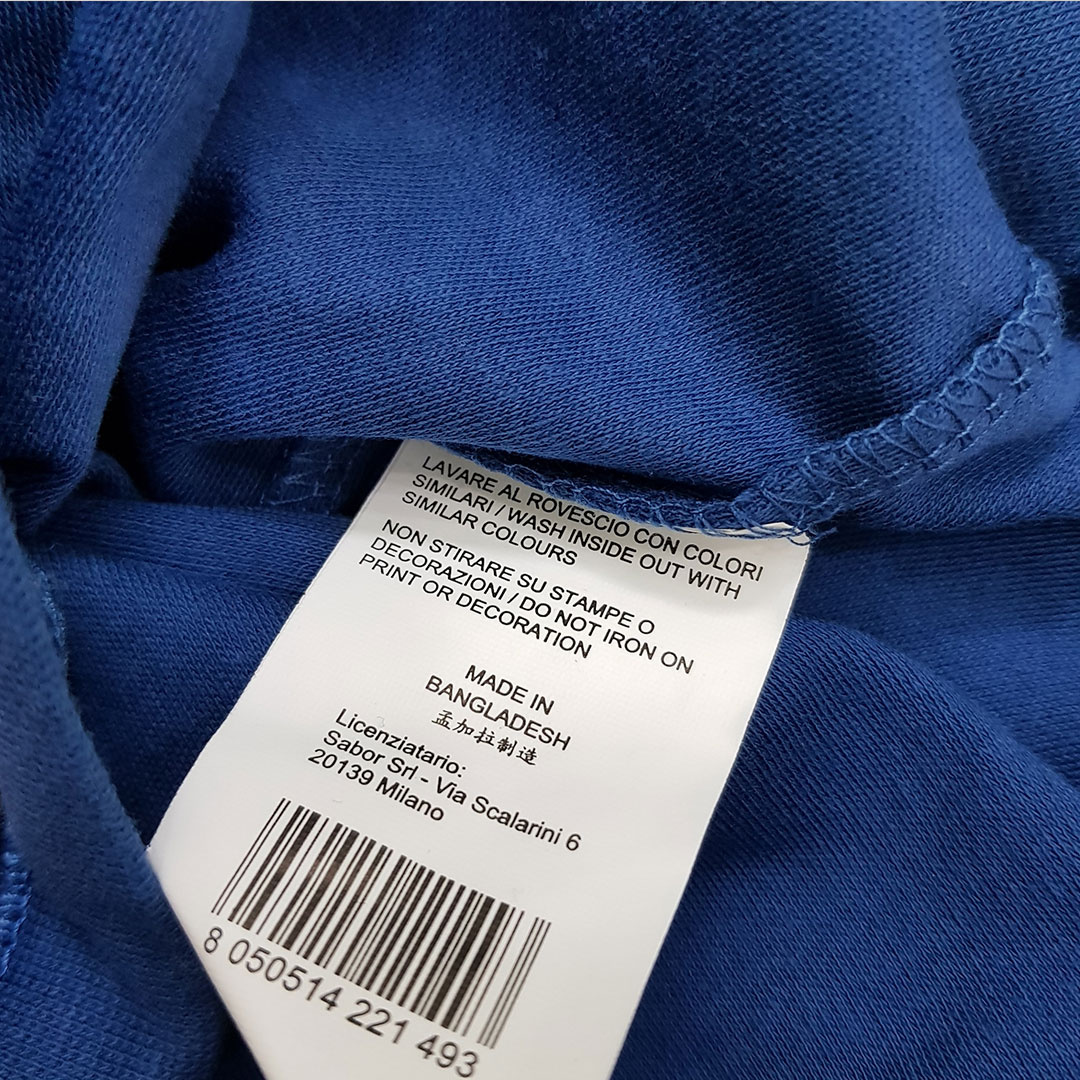 LAVARE AL ROVESCIO CON COLORI
SIMILARI / WASH INSIDE OUT WITH
SIMILAR COLOURS
NON STIRARE SU STAMPE O
DECORAZIONI / DO NOT IRON ON
PRINT OR DECORATION
MADE IN
BANGLADESH
孟加拉制造
Licenziatario:
Sabor Srl - Via Scalarini 6
20139 Milano
8 050514 221 493